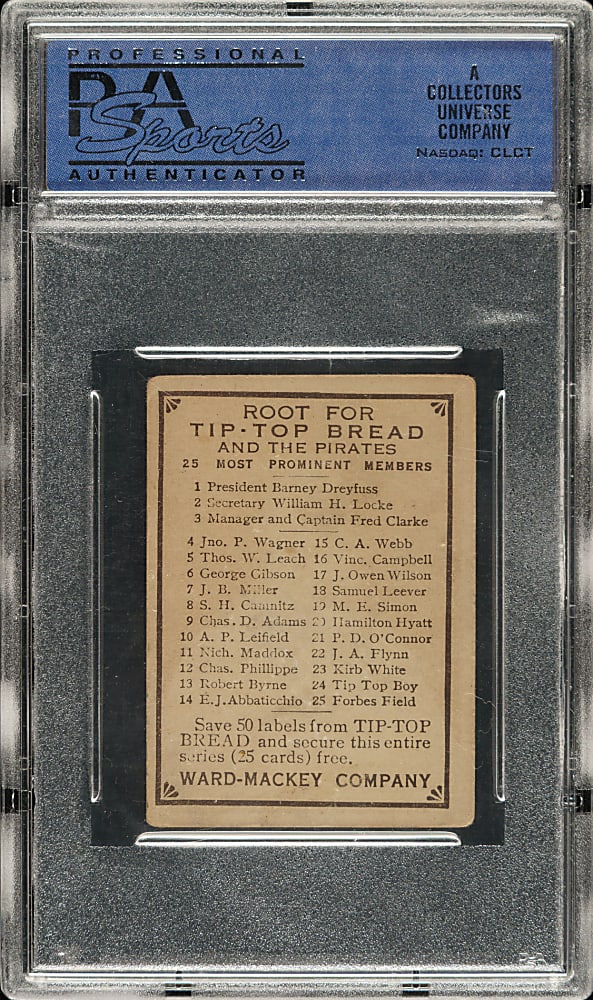 PROFESSIONAL
PSA
Sports
AUTHENTICATOR
A
COLLECTORS
UNIVERSE
COMPANY
NASDAQ: CLCT
ROOT FOR
TIP-TOP BREAD
AND THE PIRATES
25 MOST PROMINENT MEMBERS
1 President Barney Dreyfuss
2 Secretary William H. Locke
3 Manager and Captain Fred Clarke
4 Jno. P. Wagner
5 Thos. W. Leach
6 George Gibson
7 J. B. Miller
8 S. H. Camnitz
9 Chas. D. Adams
10 A. P. Leifield
11 Nich. Maddox
12 Chas. Phillippe
13 Robert Byrne
14 E. J. Abbaticchio
15 C. A. Webb
16 Vinc. Campbell
17 J. Owen Wilson
18 Samuel Leever
19 M. E. Simon
20 Hamilton Hyatt
21 P. D. O'Connor
22 J. A. Flynn
23 Kirb White
24 Tip Top Boy
25 Forbes Field
Save 50 labels from TIP-TOP
BREAD and secure this entire
series (25 cards) free.
WARD-MACKEY COMPANY
PSA